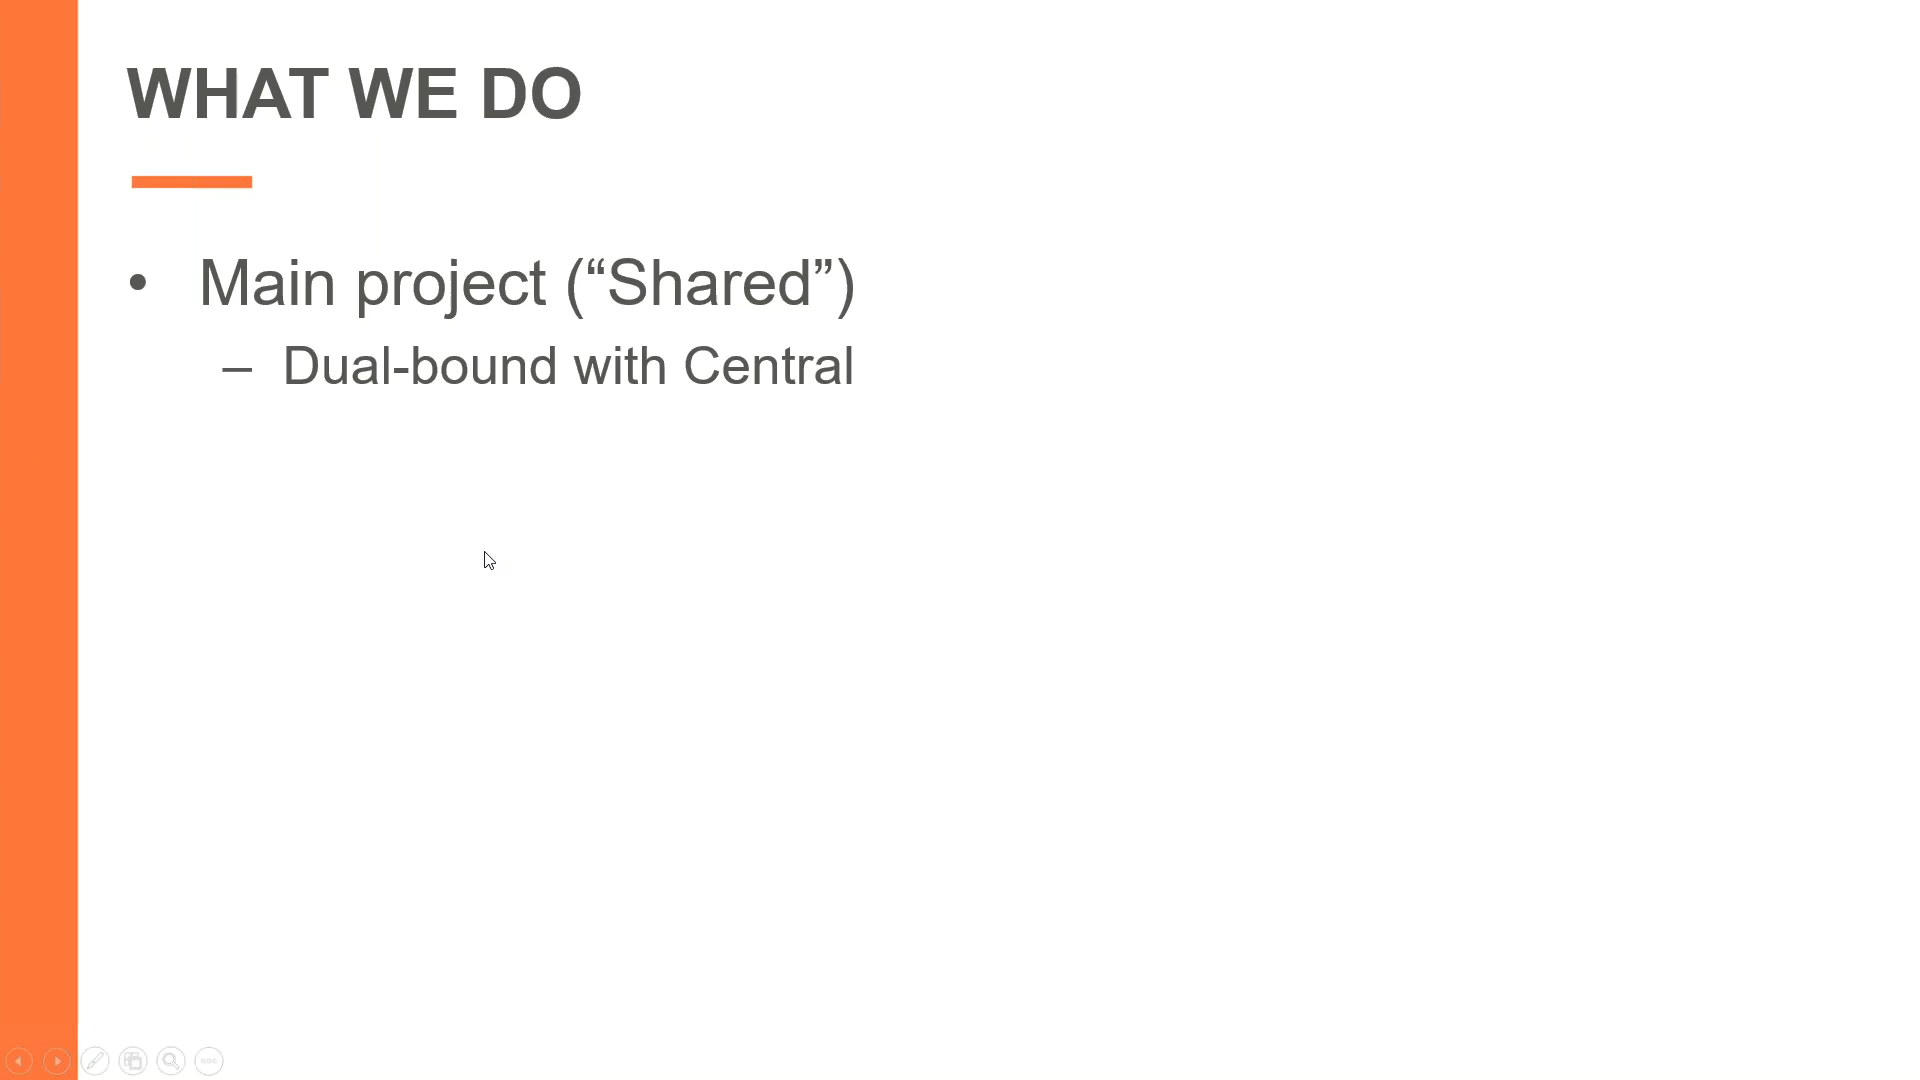 WHAT WE DO
• Main project (“Shared”)
– Dual-bound with Central